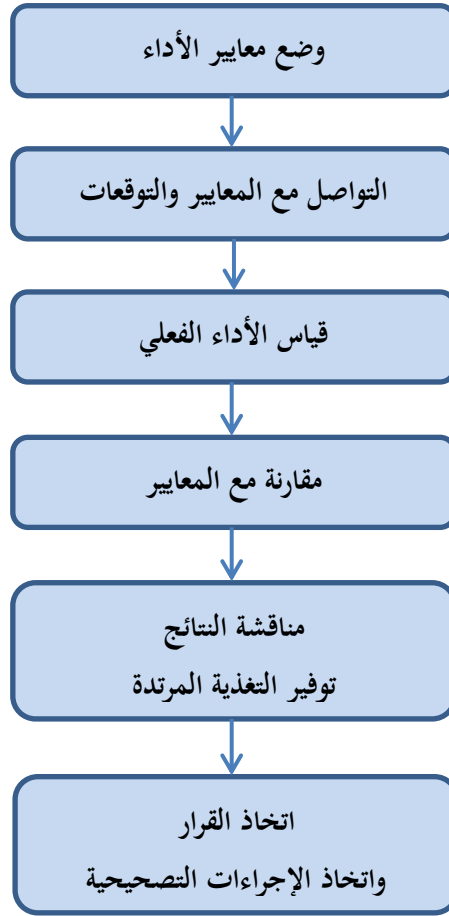 وضع معايير الأداء
التواصل مع المعايير والتوقعات
قياس الأداء الفعلي
مقارنة مع المعايير
مناقشة النتائج
توفير التغذية المرتدة
اتخاذ القرار
واتخاذ الإجراءات التصحيحية